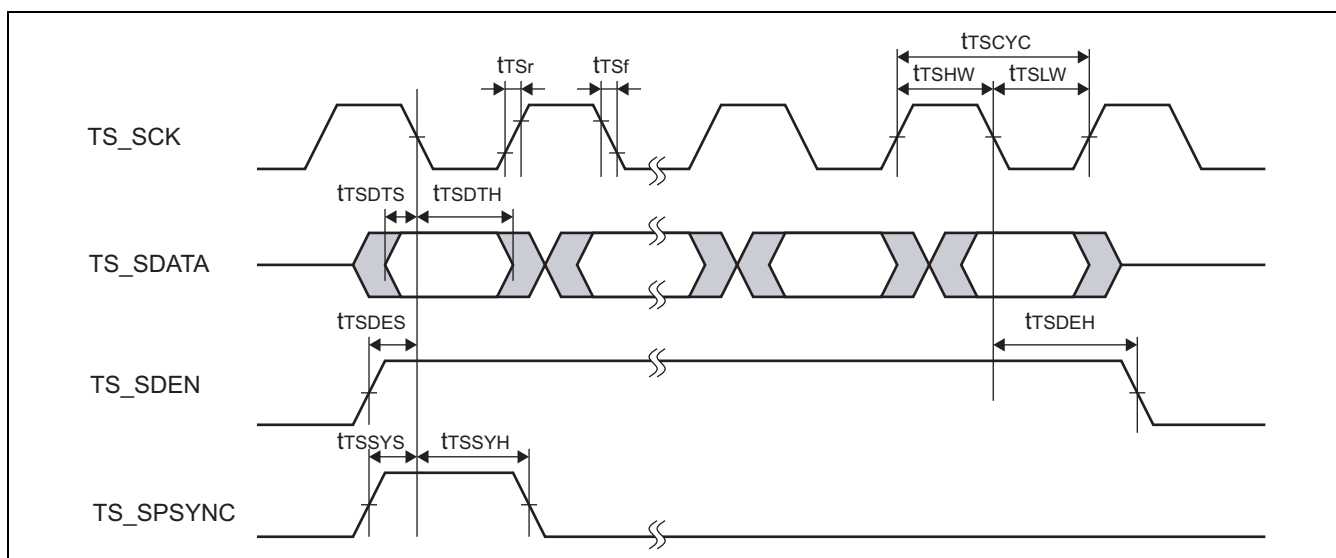 tTSCYC
tTSr
tTSf
tTSHW
tTSLW
TS_SCK
tTSDTS
tTSDTH
TS_SDATA
tTSDES
tTSDEH
TS_SDEN
tTSSYS
tTSSYH
TS_SPSYNC